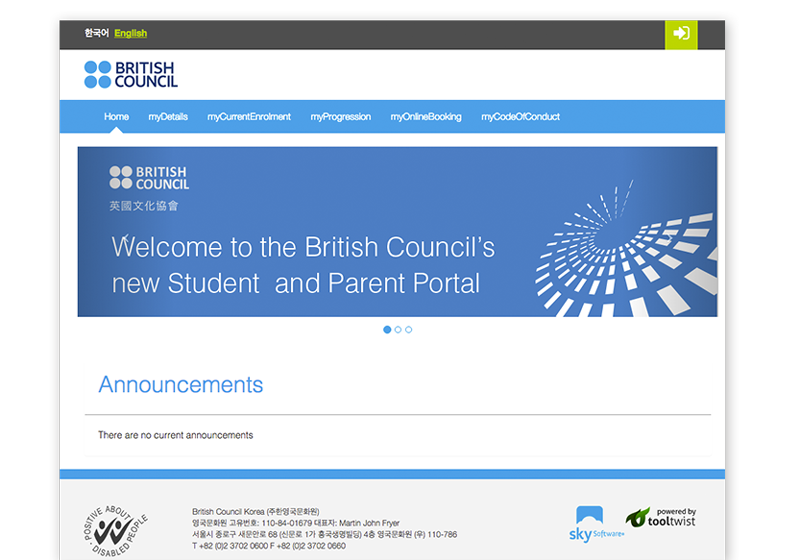 한국어 English
BRITISH
COUNCIL
Home myDetails myCurrentEnrolment myProgression myOnlineBooking myCodeOfConduct
BRITISH
COUNCIL
英國文化協會
Welcome to the British Council's
new Student and Parent Portal
Announcements
There are no current announcements
POSITIVE ABOUT
DISABLED PEOPLE
British Council Korea (주한영국문화원)
영국문화원 고유번호: 110-84-01679 대표자: Martin John Fryer
서울시 종로구 새문안로 68 (신문로 1가 흥국생명빌딩) 4층 영국문화원 (우) 110-786
T +82 (0)2 3702 0600 F +82 (0)2 3702 0660
sky Software
powered by
tooltwist